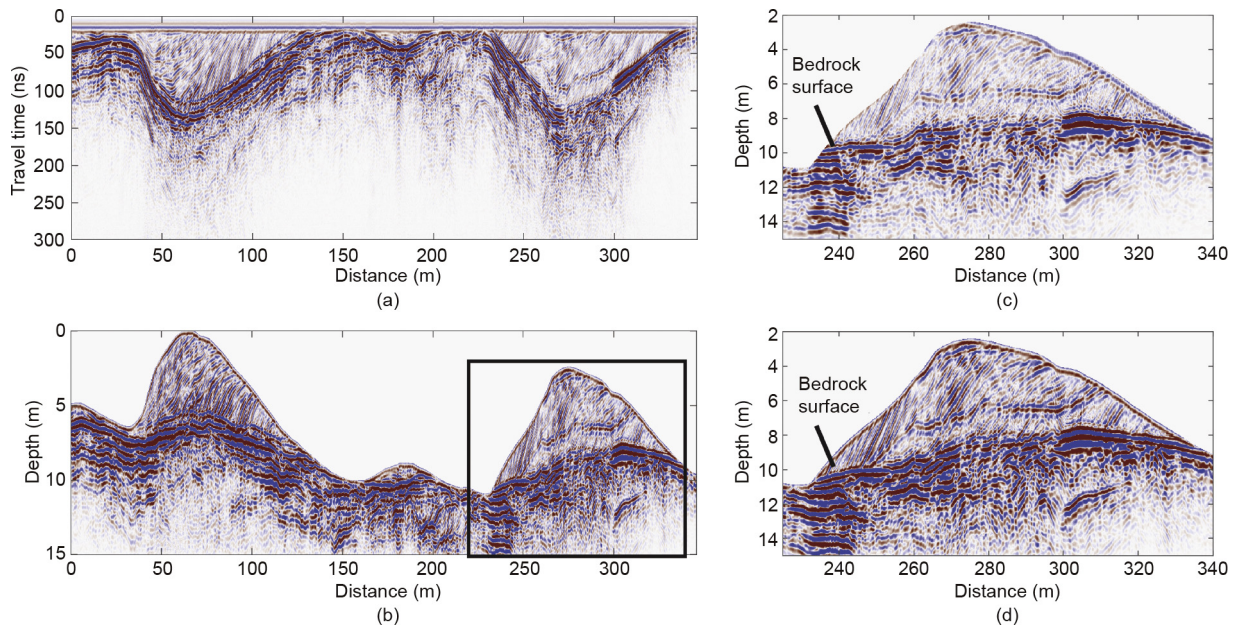 0
50
100
150
200
250
300
Travel time (ns)
0 50 100 150 200 250 300
Distance (m)
(a)
2
4
6
8
10
12
14
Depth (m)
Bedrock
surface
240 260 280 300 320 340
Distance (m)
(c)
0
5
10
15
Depth (m)
0 50 100 150 200 250 300
Distance (m)
(b)
2
4
6
8
10
12
14
Depth (m)
Bedrock
surface
240 260 280 300 320 340
Distance (m)
(d)